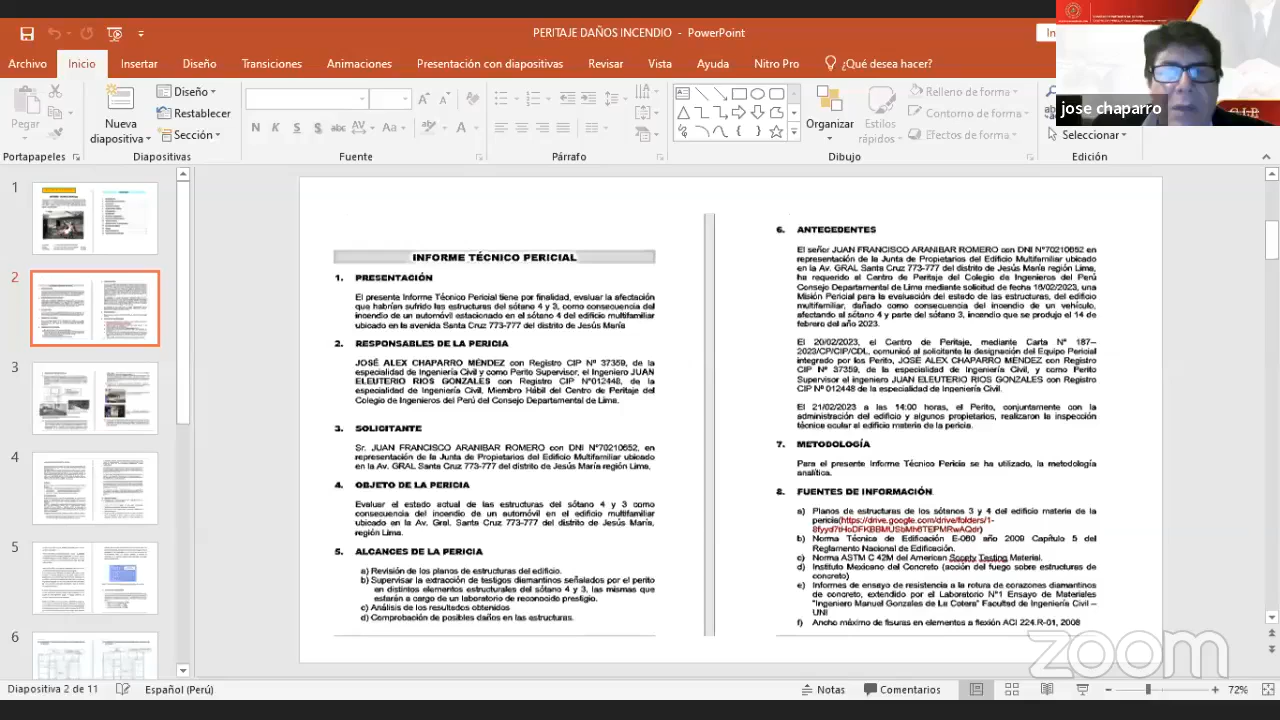 PERITAJE DAÑOS INCENDIO - PowerPoint
In
Archivo
Inicio
Insertar
Diseño
Transiciones
Animaciones
Presentación con diapositivas
Revisar
Vista
Ayuda
Nitro Pro
¿Qué desea hacer?
jose chaparro
Pegar
Nueva
diapositiva
Diseño
Restablecer
Sección
N K S S abc
Aa
A
Organizar
Estilos
rápidos
Relleno de forma
Contorno de forma
Efectos de forma
Seleccionar
Portapapeles
Diapositivas
Fuente
Párrafo
Dibujo
Edición
1
2
3
4
5
6
INFORME TÉCNICO PERICIAL
1. PRESENTACIÓN
El presente Informe Técnico Pericial tiene por finalidad, evaluar la afectación
que habrían sufrido las estructuras del sótano 4 y 3, como consecuencia del
incendio de un automóvil estacionado en el sótano 4 del edificio multifamiliar
ubicado en la avenida Santa Cruz 773-777 del distrito de Jesús María
2. RESPONSABLES DE LA PERICIA
JOSÉ ALEX CHAPARRO MÉNDEZ con Registro CIP Nº 37359, de la
especialidad de Ingeniería Civil y como Perito Supervisor, el Ingeniero JUAN
ELEUTERIO RIOS GONZALES con Registro CIP N°012448, de la
especialidad de Ingeniería Civil, Miembro Hábil del Centro de Peritaje del
Colegio de Ingenieros del Perú del Consejo Departamental de Lima.
3. SOLICITANTE
Sr. JUAN FRANCISCO ARANIBAR ROMERO con DNI N°70210652, en
representación de la Junta de Propietarios del Edificio Multifamiliar ubicado
en la Av. GRAL Santa Cruz 773-777 del distrito de Jesús María región Lima.
4. OBJETO DE LA PERICIA
Evaluar el estado actual de las estructuras del sótano 4 y 3 como
consecuencia del incendio de un automóvil en el edificio multifamiliar
ubicado en la Av. Gral. Santa Cruz 773-777 del distrito de Jesús María,
región Lima.
ALCANCES DE LA PERICIA
a) Revisión de los planos de estructuras del edificio.
b) Supervisar la extracción de testigos diamantinos señalados por el perito
en distintos elementos estructurales del sótano 4 y 3, las mismas que
estarán a cargo de un laboratorio de reconocido prestigio.
c) Análisis de los resultados obtenidos
d) Comprobación de posibles daños en las estructuras.
6. ANTECEDENTES
El señor JUAN FRANCISCO ARANIBAR ROMERO con DNI N°70210652 en
representación de la Junta de Propietarios del Edificio Multifamiliar ubicado
en la Av. GRAL Santa Cruz 773-777 del distrito de Jesús María región Lima,
ha requerido el Centro de Peritaje del Colegio de Ingenieros del Perú
Consejo Departamental de Lima mediante solicitud de fecha 16/02/2023, una
Misión Pericial para la evaluación del estado de las estructuras, del edificio
multifamiliar, dañado como consecuencia del incendio de un vehículo,
afectando al sótano 4 y parte del sótano 3, incendio que se produjo el 14 de
febrero del año 2023.
El 20/02/2023, el Centro de Peritaje, mediante Carta N° 187–
2023/CP/CIP/CDL, comunicó al solicitante la designación del Equipo Pericial
integrado por los Perito, JOSE ALEX CHAPARRO MÉNDEZ con Registro
CIP Nº 37359, de la especialidad de Ingeniería Civil, y como Perito
Supervisor el ingeniero JUAN ELEUTERIO RIOS GONZALES con Registro
CIP N° 012448 de la especialidad de Ingeniería Civil.
El 21/02/2023 a las 14:00 horas, el Perito, conjuntamente con la
administración del edificio y algunos propietarios, realizaron la inspección
técnica ocular al edificio materia de la pericia.
7. METODOLOGÍA
Para el presente Informe Técnico Pericia se ha utilizado, la metodología
analítica.
8. FUENTES DE INFORMACIÓN
a) Planos de estructuras de los sótanos 3 y 4 del edificio materia de la
pericia(https://drive.google.com/drive/folders/1-
b) Norma Técnica de Edificación E-060 año 2009 Capítulo 5 del
Reglamento Nacional de Edificación.
c) Norma ASTM C 42M del American Testing Material.
d) Instituto Mexicano del Concreto (acción del fuego sobre estructuras de
concreto)
e) Informes de ensayo de resistencia a la rotura de corazones diamantinos
de concreto, extendido por el Laboratorio N°1 Ensayo de Materiales
"Ingeniero Manuel Gonzales de La Cotera" Facultad de Ingeniería Civil –
UNI
f) Ancho máximo de fisuras en elementos a flexión ACI 224.R-01, 2008
zoom
Diapositiva 2 de 11
Español (Perú)
Notas
Comentarios
72%